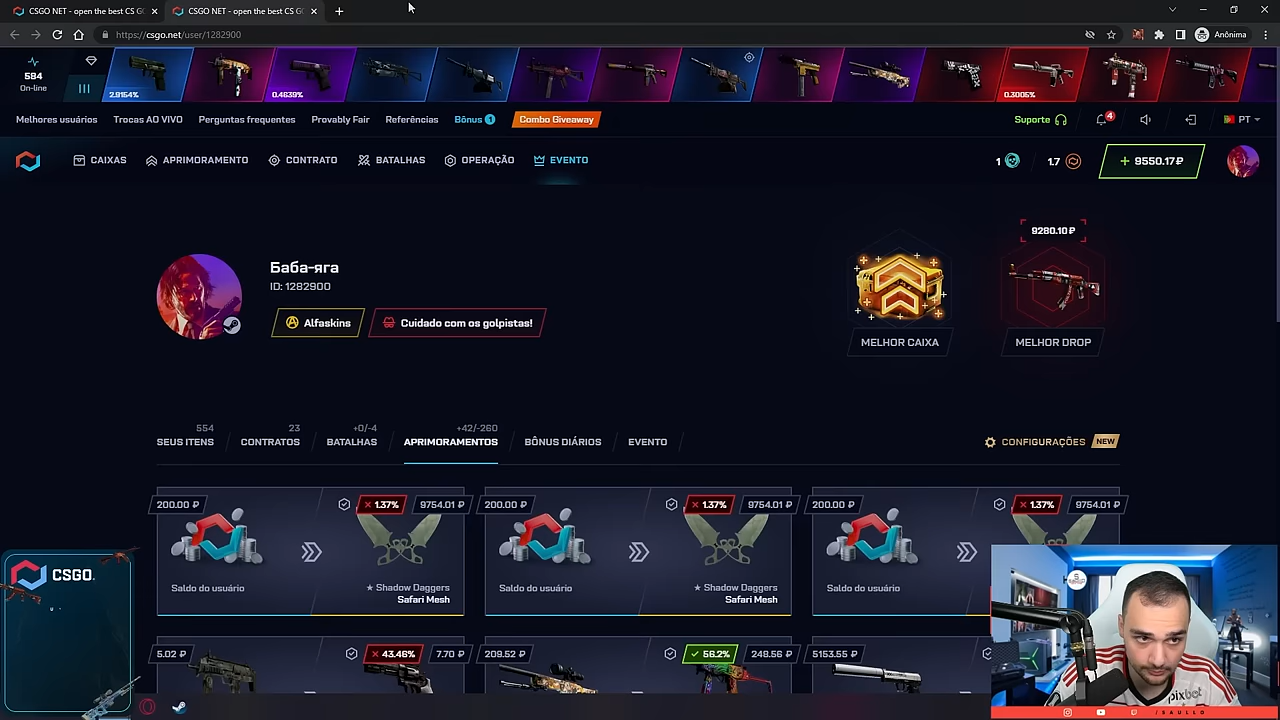 CSGO NET - open the best CS G
CSGO NET - open the best CS G
https://csgo.net/user/1282900
Anônima
584
On-line
2.9154%
0.4639%
0.3005%
Melhores usuários
Trocas AO VIVO
Perguntas frequentes
Provably Fair
Referências
Bônus 1
Combo Giveaway
Suporte
4
PT
CAIXAS
APRIMORAMENTO
CONTRATO
BATALHAS
OPERAÇÃO
EVENTO
1
1.7
+ 9550.17₽
Баба-яга
ID: 1282900
Alfaskins
Cuidado com os golpistas!
MELHOR CAIXA
9280.10₽
MELHOR DROP
554
SEUS ITENS
23
CONTRATOS
+0/-4
BATALHAS
+42/-260
APRIMORAMENTOS
BÔNUS DIÁRIOS
EVENTO
CONFIGURAÇÕES NEW
200.00 ₽
1.37%
9754.01 ₽
Saldo do usuário
★ Shadow Daggers
Safari Mesh
200.00 ₽
1.37%
9754.01 ₽
Saldo do usuário
★ Shadow Daggers
Safari Mesh
200.00 ₽
1.37%
9754.01 ₽
Saldo do usuário
5.02 ₽
43.46%
7.70 ₽
209.52 ₽
56.2%
248.56 ₽
5153.55 ₽
CSGO.
pixbet
/SAULLO